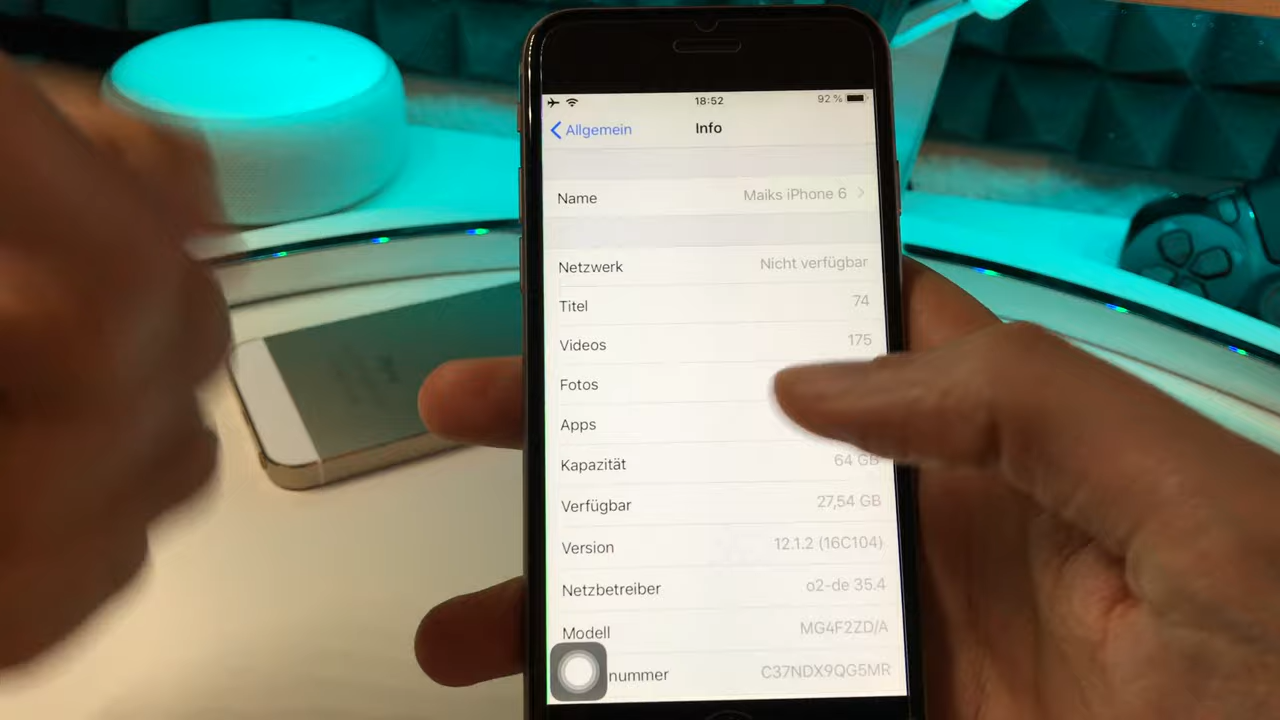 18:52
92 %
Allgemein
Info
Name Maiks iPhone 6
Netzwerk Nicht verfügbar
Titel 74
Videos 175
Fotos
Apps
Kapazität 64 GB
Verfügbar 27,54 GB
Version 12.1.2 (16C104)
Netzbetreiber o2-de 35.4
Modell MG4F2ZD/A
nummer C37NDX9QG5MR